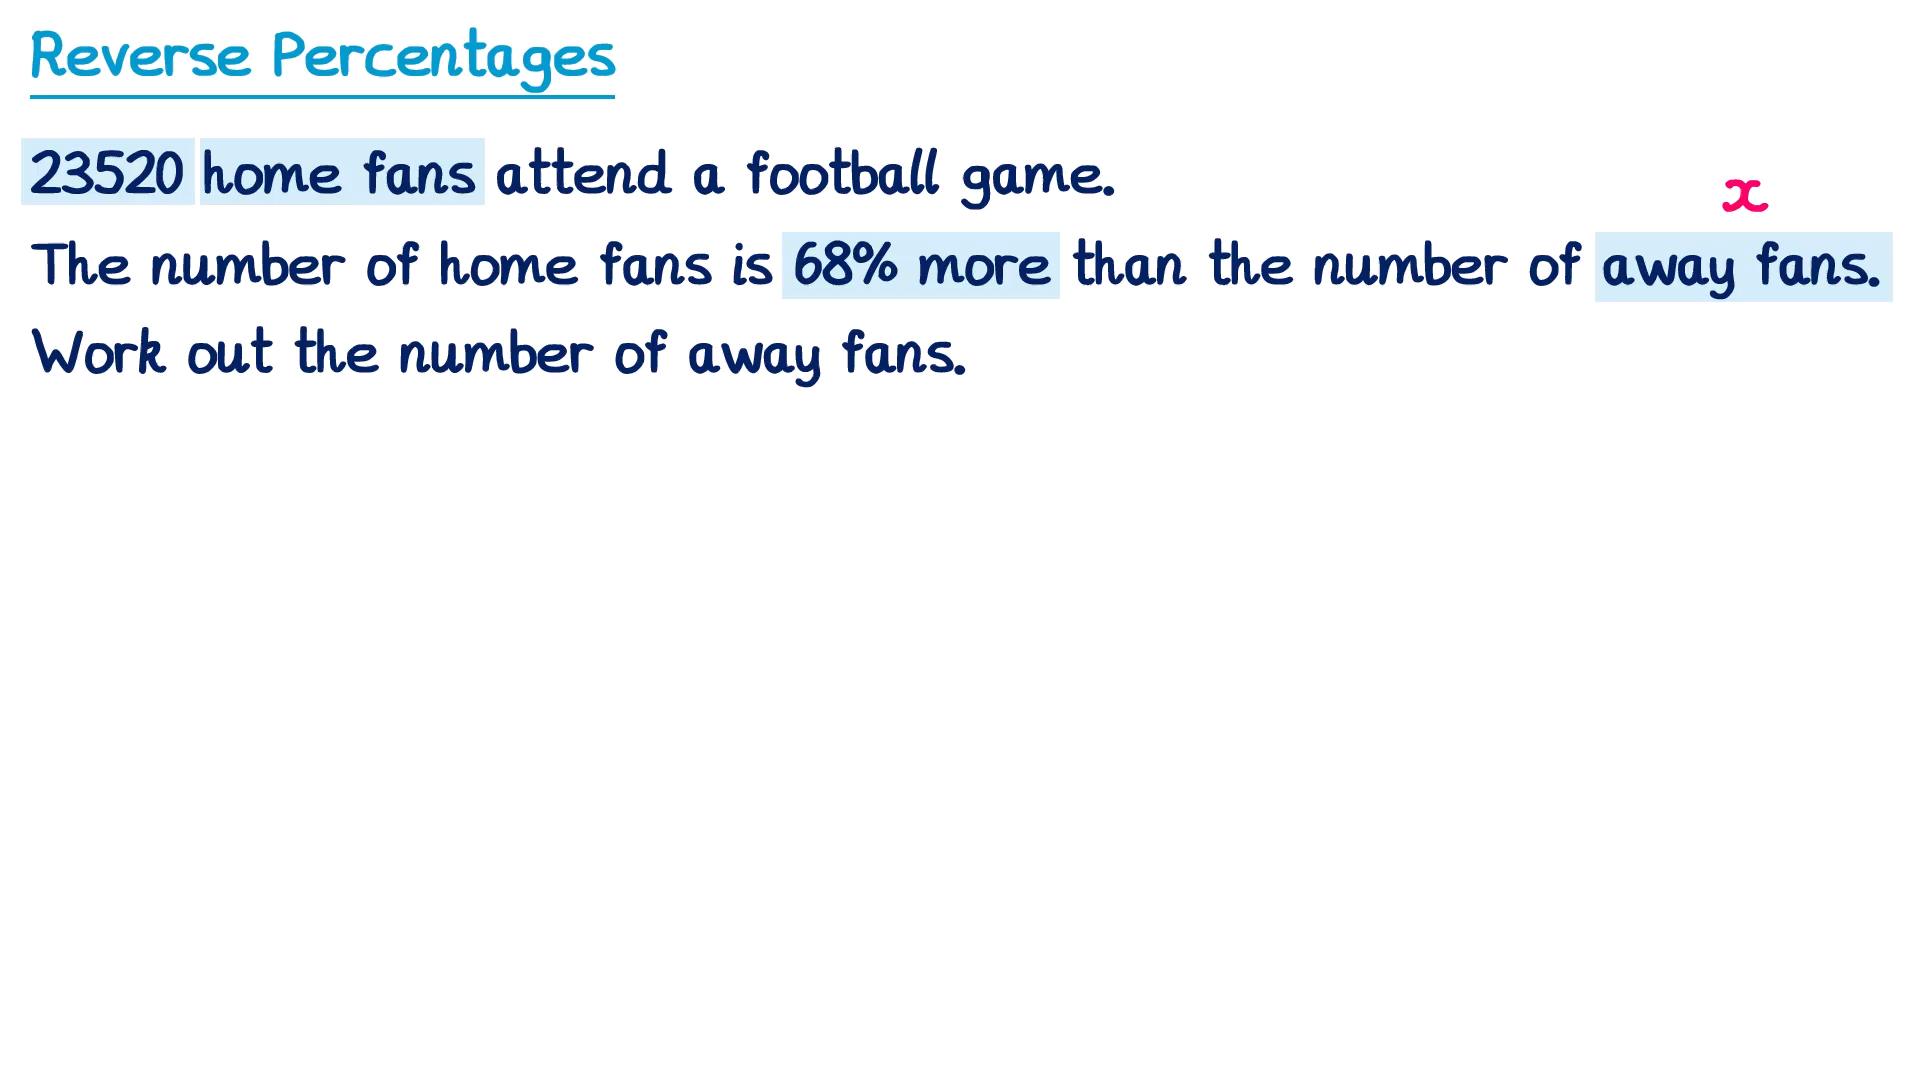 Reverse Percentages
23520 home fans attend a football game.
x
The number of home fans is 68% more than the number of away fans.
Work out the number of away fans.